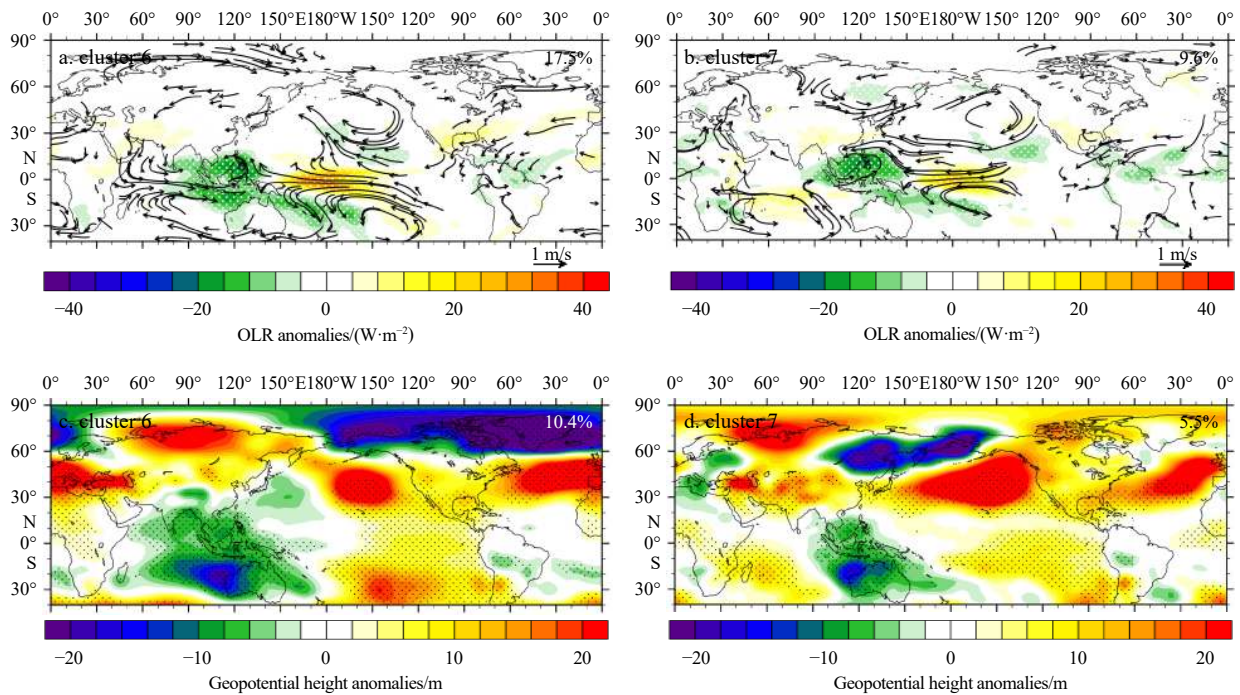 0° 30° 60° 90° 120° 150°E180°W150° 120° 90° 60° 30° 0°
90°
60°
30°
N
0°
S
30°
a. cluster 6
17.5%
1 m/s
−40 −20 0 20 40
OLR anomalies/(W·m⁻²)
0° 30° 60° 90° 120° 150°E180°W150° 120° 90° 60° 30° 0°
90°
60°
30°
N
0°
S
30°
b. cluster 7
9.6%
1 m/s
−40 −20 0 20 40
OLR anomalies/(W·m⁻²)
0° 30° 60° 90° 120° 150°E180°W150° 120° 90° 60° 30° 0°
90°
60°
30°
N
0°
S
30°
c. cluster 6
10.4%
−20 −10 0 10 20
Geopotential height anomalies/m
0° 30° 60° 90° 120° 150°E180°W150° 120° 90° 60° 30° 0°
90°
60°
30°
N
0°
S
30°
d. cluster 7
5.5%
−20 −10 0 10 20
Geopotential height anomalies/m